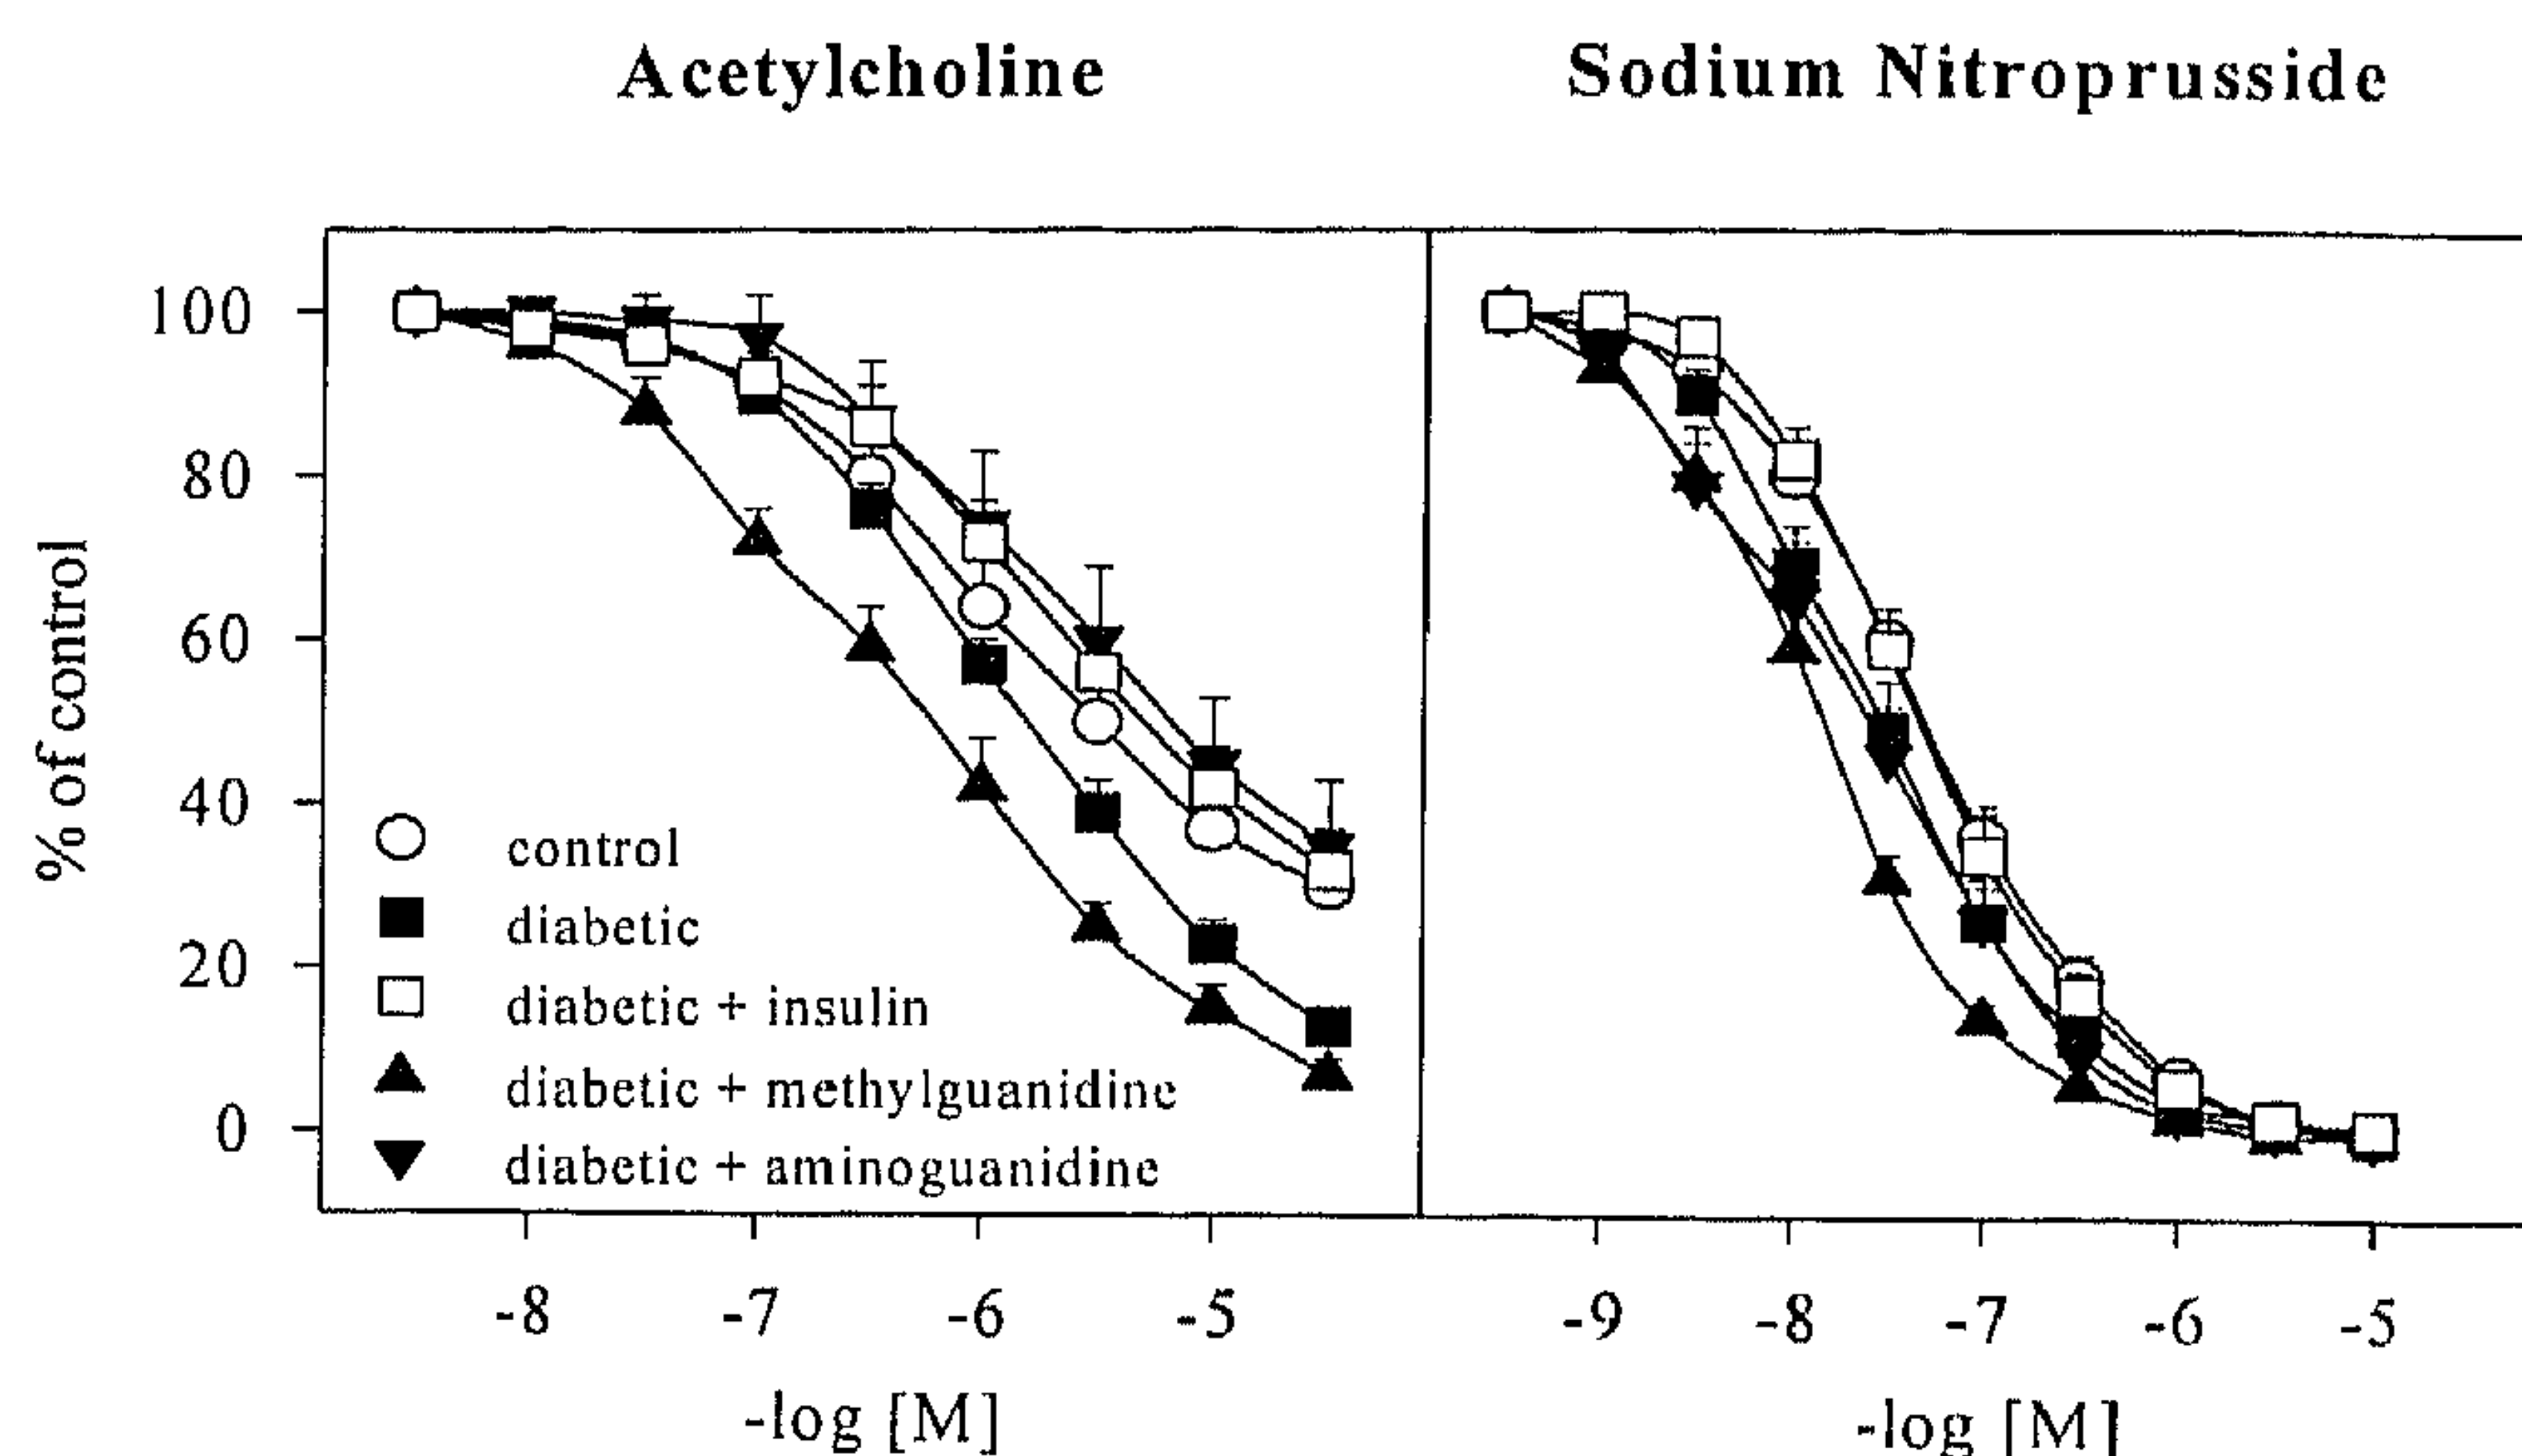 Acetylcholine
Sodium Nitroprusside
% of control
100
80
60
40
20
0
control
diabetic
diabetic + insulin
diabetic + methylguanidine
diabetic + aminoguanidine
-8 -7 -6 -5
-9 -8 -7 -6 -5
-log [M]
-log [M]